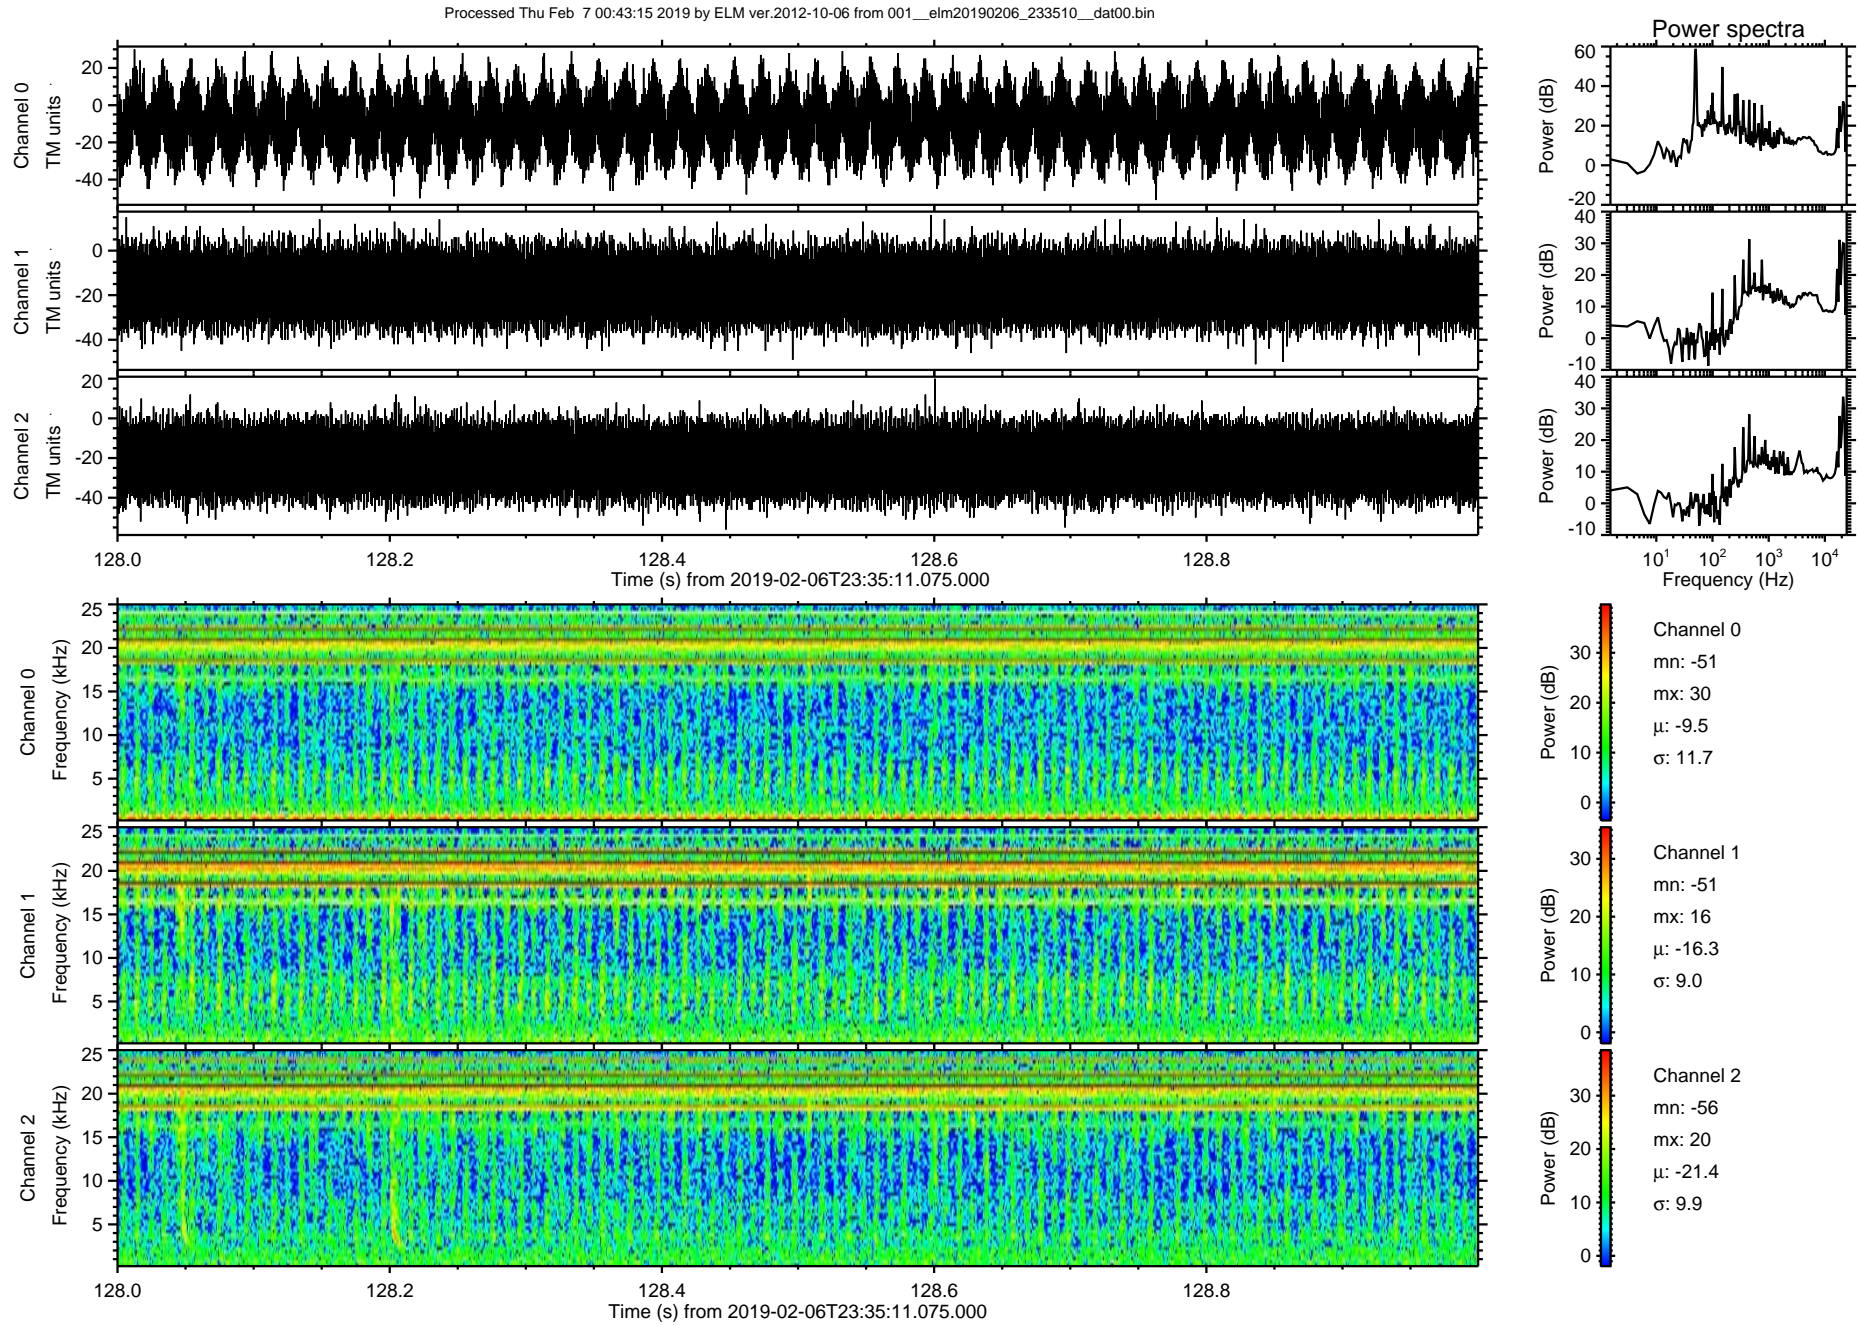 Processed Thu Feb  7 00:43:15 2019 by ELM ver.2012-10-06 from 001__elm20190206_233510__dat00.bin
Power spectra
Channel 0
TM units
20
0
-20
-40
Power (dB)
60
40
20
0
-20
Channel 1
TM units
0
-20
-40
Power (dB)
40
30
20
10
0
-10
Channel 2
TM units
20
0
-20
-40
Power (dB)
40
30
20
10
0
-10
128.0
128.2
128.4
128.6
128.8
Time (s) from 2019-02-06T23:35:11.075.000
10^1
10^2
10^3
10^4
Frequency (Hz)
Channel 0
Frequency (kHz)
25
20
15
10
5
Power (dB)
30
20
10
0
Channel 0
mn: -51
mx: 30
μ: -9.5
σ: 11.7
Channel 1
Frequency (kHz)
25
20
15
10
5
Power (dB)
30
20
10
0
Channel 1
mn: -51
mx: 16
μ: -16.3
σ: 9.0
Channel 2
Frequency (kHz)
25
20
15
10
5
Power (dB)
30
20
10
0
Channel 2
mn: -56
mx: 20
μ: -21.4
σ: 9.9
128.0
128.2
128.4
128.6
128.8
Time (s) from 2019-02-06T23:35:11.075.000